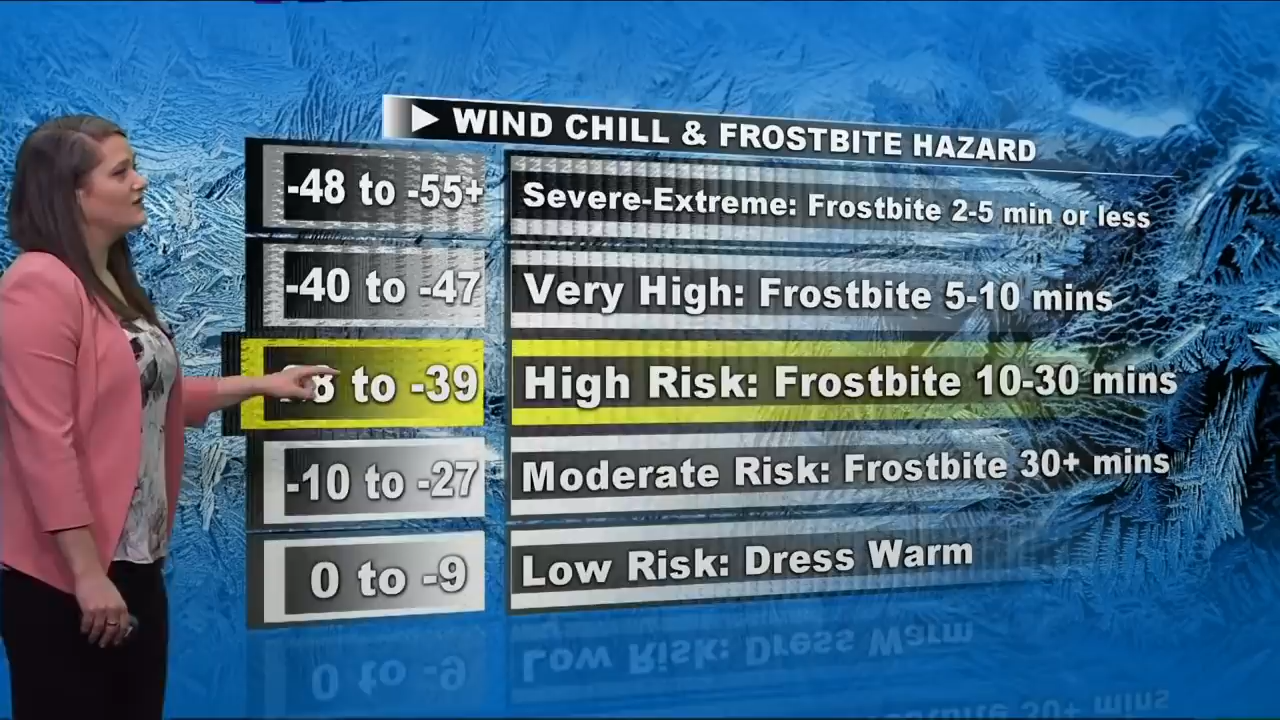 WIND CHILL & FROSTBITE HAZARD
-48 to -55+ Severe-Extreme: Frostbite 2-5 min or less
-40 to -47 Very High: Frostbite 5-10 mins
to -39 High Risk: Frostbite 10-30 mins
-10 to -27 Moderate Risk: Frostbite 30+ mins
0 to -9 Low Risk: Dress Warm